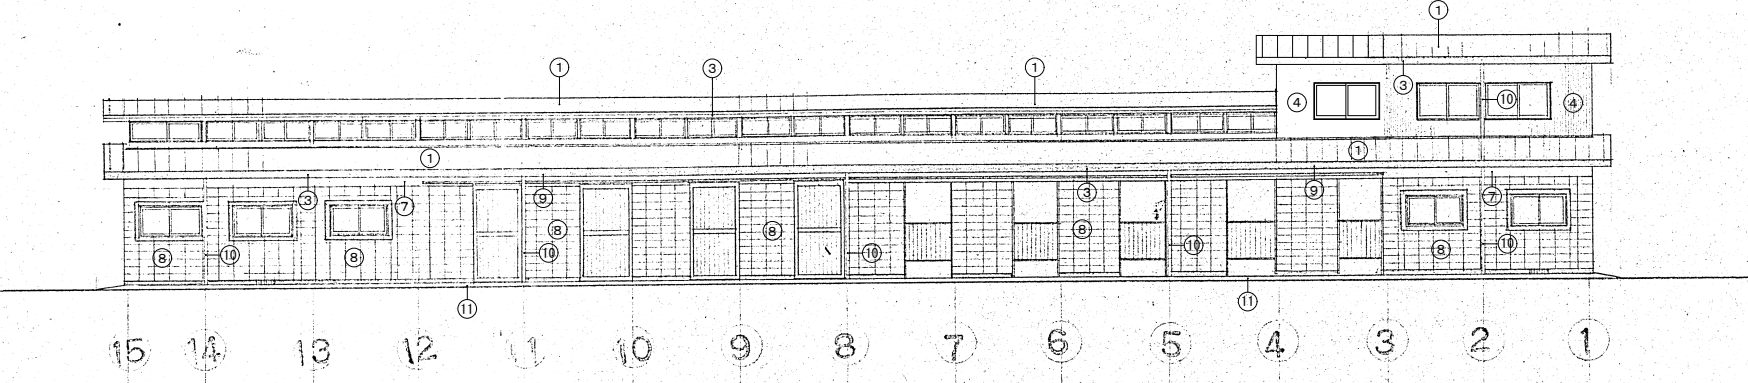 ①
① ③ ①
④ ③ ⑩ ④
① ①
③ ⑦ ⑨ ③ ⑨ ⑦
⑧ ⑩ ⑧ ⑧ ⑩ ⑧ ⑩ ⑧ ⑩ ⑧ ⑩
⑪ ⑪
15 14 13 12 11 10 9 8 7 6 5 4 3 2 1